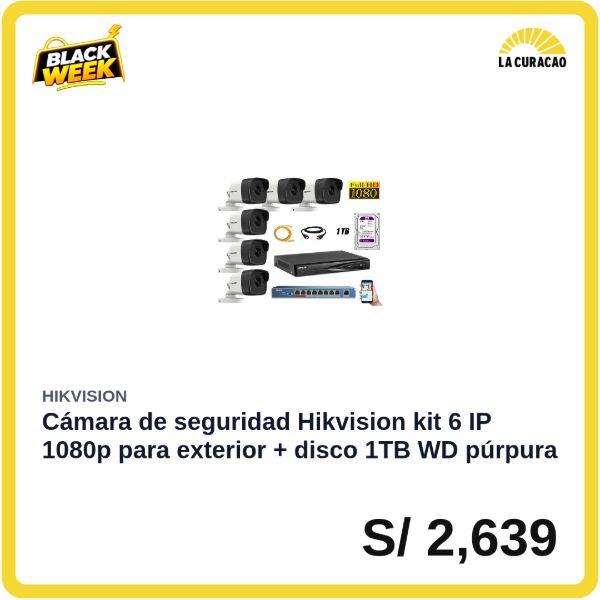 BLACK
WEEK
LA CURACAO
Full HD
1080
1TB
HIKVISION
Cámara de seguridad Hikvision kit 6 IP
1080p para exterior + disco 1TB WD púrpura
S/ 2,639